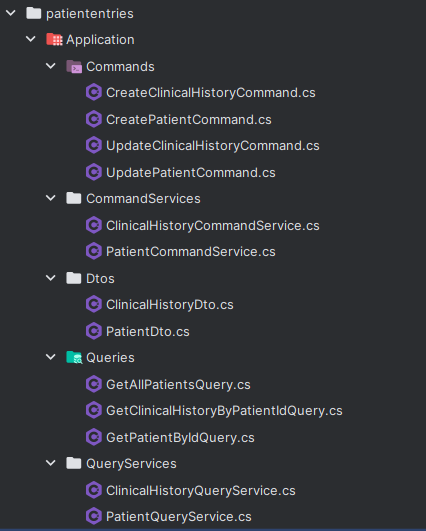 patiententries
Application
Commands
CreateClinicalHistoryCommand.cs
CreatePatientCommand.cs
UpdateClinicalHistoryCommand.cs
UpdatePatientCommand.cs
CommandServices
ClinicalHistoryCommandService.cs
PatientCommandService.cs
Dtos
ClinicalHistoryDto.cs
PatientDto.cs
Queries
GetAllPatientsQuery.cs
GetClinicalHistoryByPatientIdQuery.cs
GetPatientByIdQuery.cs
QueryServices
ClinicalHistoryQueryService.cs
PatientQueryService.cs